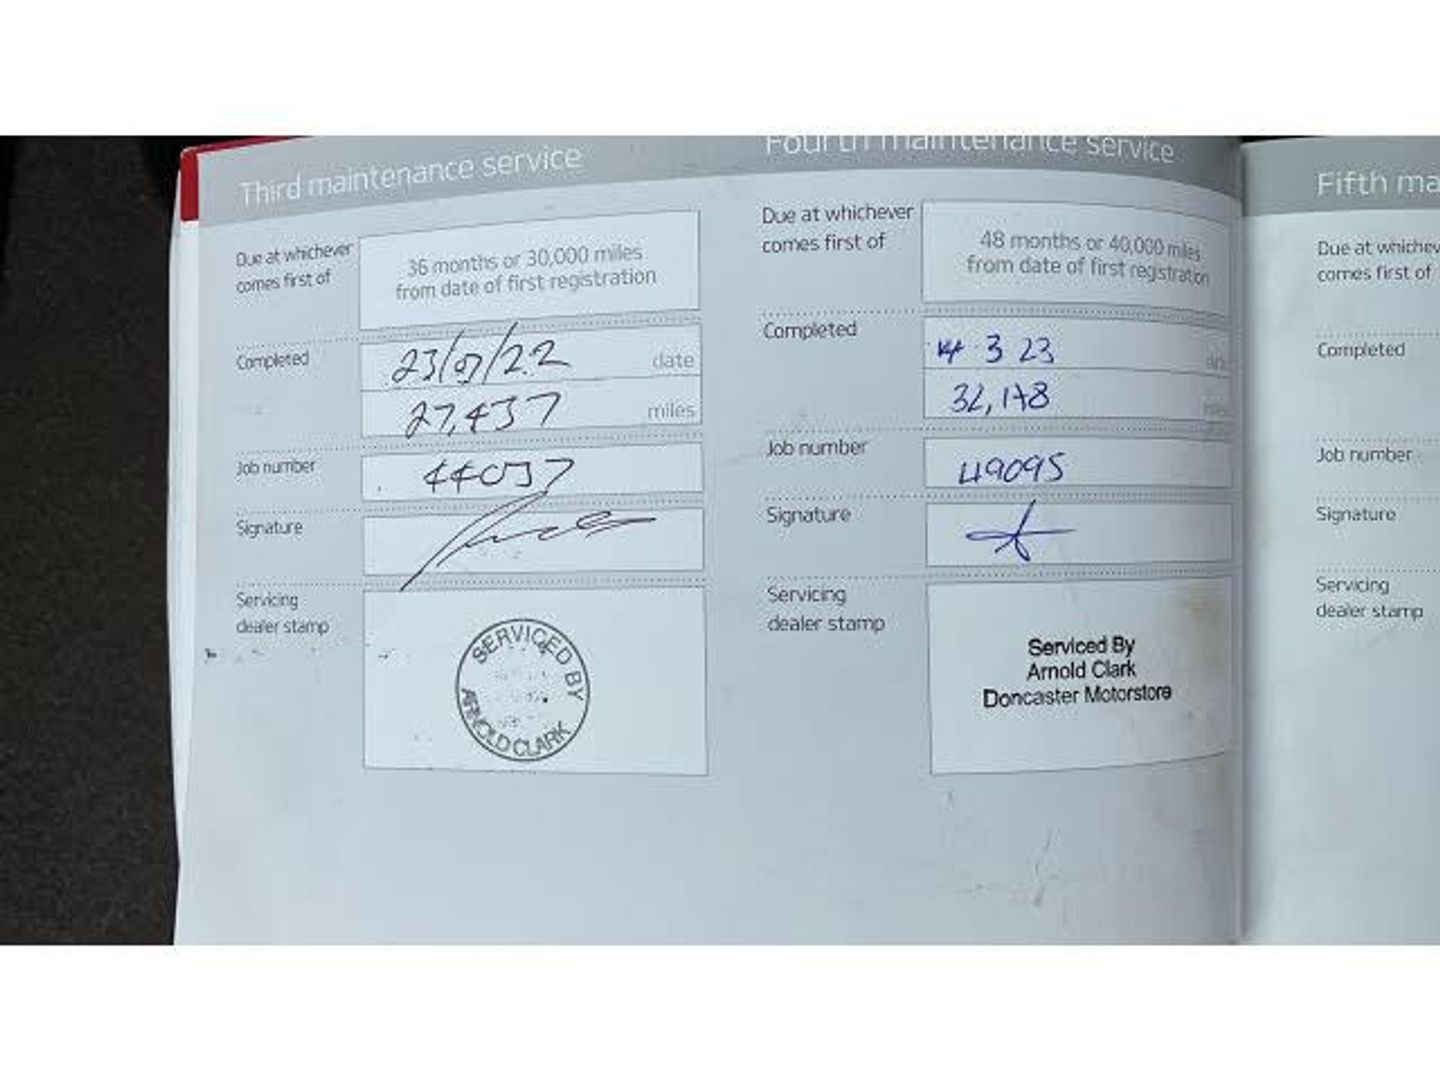 Third maintenance service
Due at whichever
comes first of
36 months or 30,000 miles
from date of first registration
Completed
date
27,437
miles
Job number
44037
Signature
Servicing
dealer stamp
SERVICED BY
ARNOLD CLARK
Fourth maintenance service
Due at whichever
comes first of
48 months or 40,000 miles
from date of first registration
Completed
3 23
date
32,178
miles
Job number
49095
Signature
Servicing
dealer stamp
Serviced By
Arnold Clark
Doncaster Motorstore
Fifth ma
Due at whichev
comes first of
Completed
Job number
Signature
Servicing
dealer stamp